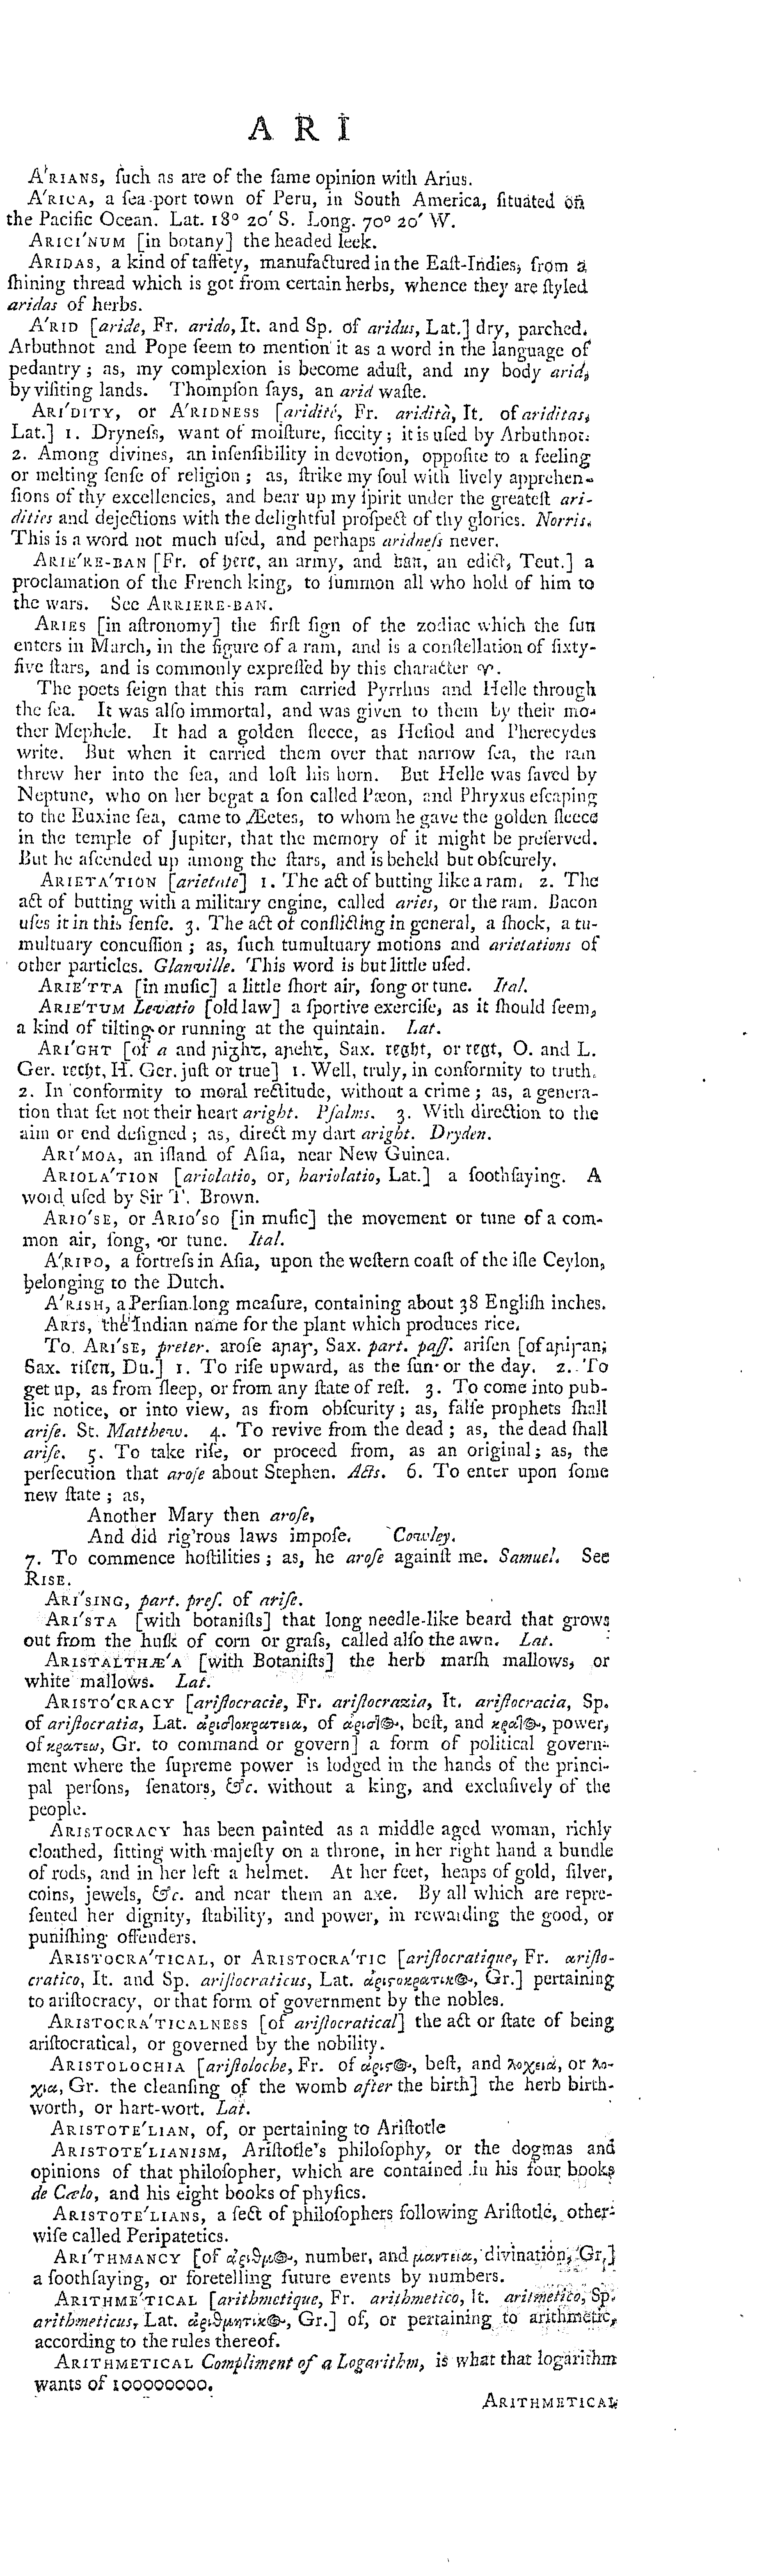 A R I
A′RIANS, ſuch as are of the ſame opinion with Arius.
A′RICA, a ſea-port town of Peru, in South America, ſituated on
the Pacific Ocean. Lat. 18° 20′ S. Long. 70° 20′ W.
ARICI′NUM [in botany] the headed leek.
ARIDAS, a kind of taffety, manufactured in the Eaſt-Indies, from a
ſhining thread which is got from certain herbs, whence they are ſtyled
aridas of herbs.
A′RID [aride, Fr. arido, It. and Sp. of aridus, Lat.] dry, parched.
Arbuthnot and Pope ſeem to mention it as a word in the language of
pedantry; as, my complexion is become aduſt, and my body arid,
by viſiting lands. Thompſon ſays, an arid waſte.
ARI′DITY, or A′RIDNESS [aridité, Fr. aridità, It. of ariditas,
Lat.] 1. Dryneſs, want of moiſture, ſiccity; it is uſed by Arbuthnot.
2. Among divines, an inſenſibility in devotion, oppoſite to a feeling
or melting ſenſe of religion; as, ſtrike my ſoul with lively apprehen-
ſions of thy excellencies, and bear up my ſpirit under the greateſt ari-
dities and dejections with the delightful proſpect of thy glories. Norris.
This is a word not much uſed, and perhaps aridneſs never.
ARIE′RE-BAN [Fr. of here, an army, and ban, an edict, Teut.] a
proclamation of the French king, to ſummon all who hold of him to
the wars. See ARRIERE-BAN.
ARIES [in aſtronomy] the firſt ſign of the zodiac which the ſun
enters in March, in the figure of a ram, and is a conſtellation of ſixty-
five ſtars, and is commonly expreſſed by this character ♈.
The poets feign that this ram carried Pyrrhus and Helle through
the ſea. It was alſo immortal, and was given to them by their mo-
ther Mephele. It had a golden fleece, as Heſiod and Pherecydes
write. But when it carried them over that narrow ſea, the ram
threw her into the ſea, and loſt his horn. But Helle was ſaved by
Neptune, who on her begat a ſon called Pæon, and Phryxus eſcaping
to the Euxine ſea, came to Æetes, to whom he gave the golden fleece
in the temple of Jupiter, that the memory of it might be preſerved.
But he aſcended up among the ſtars, and is beheld but obſcurely.
ARIETA′TION [arietate] 1. The act of butting like a ram. 2. The
act of butting with a military engine, called aries, or the ram. Bacon
uſes it in this ſenſe. 3. The act of conflicting in general, a ſhock, a tu-
multuary concuſſion; as, ſuch tumultuary motions and arietations of
other particles. Glanville. This word is but little uſed.
ARIE′TTA [in muſic] a little ſhort air, ſong or tune. Ital.
ARIE′TUM Levatio [old law] a ſportive exerciſe, as it ſhould ſeem,
a kind of tilting or running at the quintain. Lat.
ARI′GHT [of a and ꞃiᵹhꞇ, aꞃehꞇ, Sax. reght, or regt, O. and L.
Ger. recht, H. Ger. juſt or true] 1. Well, truly, in conformity to truth.
2. In conformity to moral rectitude, without a crime; as, a genera-
tion that ſet not their heart aright. Pſalms. 3. With direction to the
aim or end deſigned; as, direct my dart aright. Dryden.
ARI′MOA, an iſland of Aſia, near New Guinea.
ARIOLA′TION [ariolatio, or, hariolatio, Lat.] a ſoothſaying. A
word uſed by Sir T. Brown.
ARIO′SE, or ARIO′SO [in muſic] the movement or tune of a com-
mon air, ſong, or tune. Ital.
A′RIPO, a fortreſs in Aſia, upon the weſtern coaſt of the iſle Ceylon,
belonging to the Dutch.
A′RISH, a Perſian long meaſure, containing about 38 Engliſh inches.
ARIS, the Indian name for the plant which produces rice.
To ARI′SE, preter. aroſe aꞃaꞅ, Sax. part. paſſ. ariſen [of aꞃiꞅan,
Sax. riſen, Du.] 1. To riſe upward, as the ſun or the day. 2. To
get up, as from ſleep, or from any ſtate of reſt. 3. To come into pub-
lic notice, or into view, as from obſcurity; as, falſe prophets ſhall
ariſe. St. Matthew. 4. To revive from the dead; as, the dead ſhall
ariſe. 5. To take riſe, or proceed from, as an original; as, the
perſecution that aroſe about Stephen. Acts. 6. To enter upon ſome
new ſtate; as,
Another Mary then aroſe,
And did rig'rous laws impoſe. Cowley.
7. To commence hoſtilities; as, he aroſe againſt me. Samuel. See
RISE.
ARI′SING, part. preſ. of ariſe.
ARI′STA [with botaniſts] that long needle-like beard that grows
out from the huſk of corn or graſs, called alſo the awn. Lat.
ARISTALTHÆ′A [with Botaniſts] the herb marſh mallows, or
white mallows. Lat.
ARISTO′CRACY [ariſtocracie, Fr. ariſtocrazia, It. ariſtocracia, Sp.
of ariſtocratia, Lat. ἀριστοκρατεια, of ἀριστος, beſt, and κρατος, power,
of κρατεω, Gr. to command or govern] a form of political govern-
ment where the ſupreme power is lodged in the hands of the princi-
pal perſons, ſenators, &c. without a king, and excluſively of the
people.
ARISTOCRACY has been painted as a middle aged woman, richly
cloathed, ſitting with majeſty on a throne, in her right hand a bundle
of rods, and in her left a helmet. At her feet, heaps of gold, ſilver,
coins, jewels, &c. and near them an axe. By all which are repre-
ſented her dignity, ſtability, and power, in rewarding the good, or
puniſhing offenders.
ARISTOCRA′TICAL, or ARISTOCRA′TIC [ariſtocratique, Fr. ariſto-
cratico, It. and Sp. ariſtocraticus, Lat. ἀριστοκρατικος, Gr.] pertaining
to ariſtocracy, or that form of government by the nobles.
ARISTOCRA′TICALNESS [of ariſtocratical] the act or ſtate of being
ariſtocratical, or governed by the nobility.
ARISTOLOCHIA [ariſtoloche, Fr. of ἀριστος, beſt, and λοχειά, or λο-
χια, Gr. the cleanſing of the womb after the birth] the herb birth-
worth, or hart-wort. Lat.
ARISTOTE′LIAN, of, or pertaining to Ariſtotle
ARISTOTE′LIANISM, Ariſtotle's philoſophy, or the dogmas and
opinions of that philoſopher, which are contained in his four books
de Cælo, and his eight books of phyſics.
ARISTOTE′LIANS, a ſect of philoſophers following Ariſtotle, other-
wiſe called Peripatetics.
ARI′THMANCY [of ἀριθμος, number, and μαντεια, divination, Gr.]
a ſoothſaying, or foretelling future events by numbers.
ARITHME′TICAL [arithmetique, Fr. arithmetico, It. aritmetico, Sp.
arithmeticus, Lat. ἀριθμητικος, Gr.] of, or pertaining to arithmetic,
according to the rules thereof.
ARITHMETICAL Compliment of a Logarithm, is what that logarithm
wants of 100000000.
ARITHMETICAL